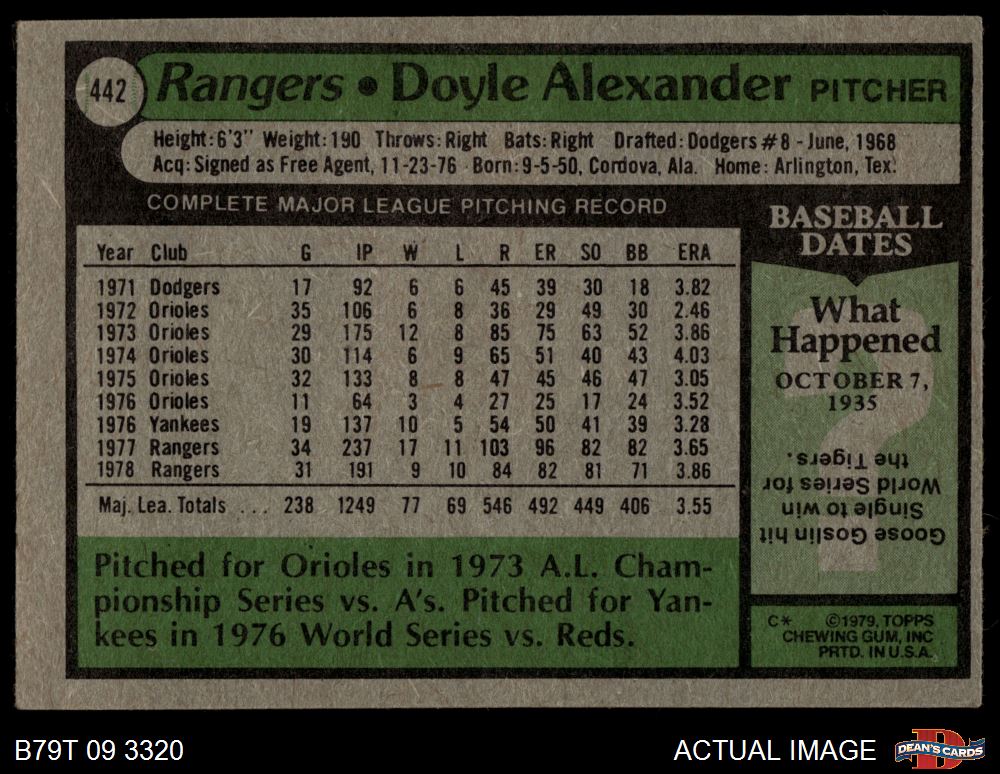 442 Rangers • Doyle Alexander PITCHER
Height: 6'3" Weight: 190 Throws: Right Bats: Right Drafted: Dodgers #8 - June, 1968
Acq: Signed as Free Agent, 11-23-76 Born: 9-5-50, Cordova, Ala. Home: Arlington, Tex.
COMPLETE MAJOR LEAGUE PITCHING RECORD
Year Club G IP W L R ER SO BB ERA
1971 Dodgers 17 92 6 6 45 39 30 18 3.82
1972 Orioles 35 106 6 8 36 29 49 30 2.46
1973 Orioles 29 175 12 8 85 75 63 52 3.86
1974 Orioles 30 114 6 9 65 51 40 43 4.03
1975 Orioles 32 133 8 8 47 45 46 47 3.05
1976 Orioles 11 64 3 4 27 25 17 24 3.52
1976 Yankees 19 137 10 5 54 50 41 39 3.28
1977 Rangers 34 237 17 11 103 96 82 82 3.65
1978 Rangers 31 191 9 10 84 82 81 71 3.86
Maj. Lea. Totals ... 238 1249 77 69 546 492 449 406 3.55
Pitched for Orioles in 1973 A.L. Cham-
pionship Series vs. A's. Pitched for Yan-
kees in 1976 World Series vs. Reds.
BASEBALL
DATES
What
Happened
OCTOBER 7,
1935
Goose Goslin hit
Single to win
World Series for
the Tigers.
C* ©1979, TOPPS
CHEWING GUM, INC
PRTD. IN U.S.A.
B79T 09 3320
ACTUAL IMAGE
D
DEAN'S CARDS